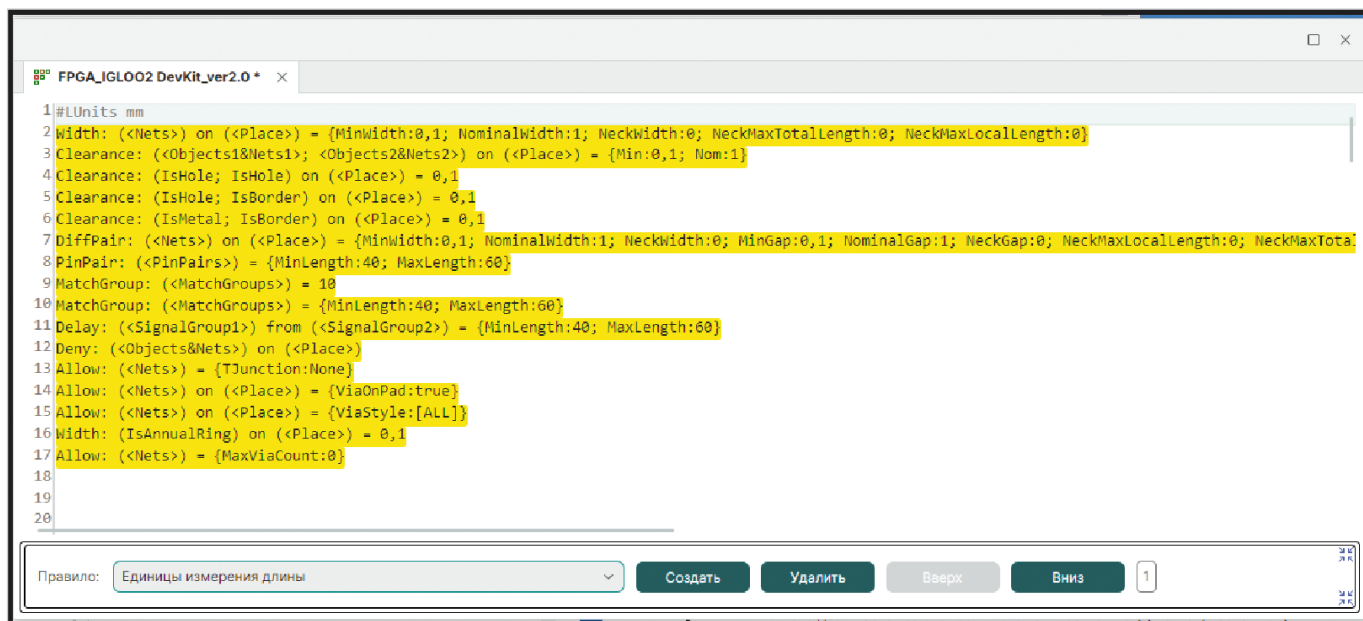 FPGA_IGLOO2 DevKit_ver2.0 *
1 #LUnits mm
2 Width: (<Nets>) on (<Place>) = {MinWidth:0,1; NominalWidth:1; NeckWidth:0; NeckMaxTotalLength:0; NeckMaxLocalLength:0}
3 Clearance: (<Objects1&Nets1>; <Objects2&Nets2>) on (<Place>) = {Min:0,1; Nom:1}
4 Clearance: (IsHole; IsHole) on (<Place>) = 0,1
5 Clearance: (IsHole; IsBorder) on (<Place>) = 0,1
6 Clearance: (IsMetal; IsBorder) on (<Place>) = 0,1
7 DiffPair: (<Nets>) on (<Place>) = {MinWidth:0,1; NominalWidth:1; NeckWidth:0; MinGap:0,1; NominalGap:1; NeckGap:0; NeckMaxLocalLength:0; NeckMaxTotal
8 PinPair: (<PinPairs>) = {MinLength:40; MaxLength:60}
9 MatchGroup: (<MatchGroups>) = 10
10 MatchGroup: (<MatchGroups>) = {MinLength:40; MaxLength:60}
11 Delay: (<SignalGroup1>) from (<SignalGroup2>) = {MinLength:40; MaxLength:60}
12 Deny: (<Objects&Nets>) on (<Place>)
13 Allow: (<Nets>) = {TJunction:None}
14 Allow: (<Nets>) on (<Place>) = {ViaOnPad:true}
15 Allow: (<Nets>) on (<Place>) = {ViaStyle:[ALL]}
16 Width: (IsAnnualRing) on (<Place>) = 0,1
17 Allow: (<Nets>) = {MaxViaCount:0}
18
19
20
Правило: Единицы измерения длины Создать Удалить Вверх Вниз 1